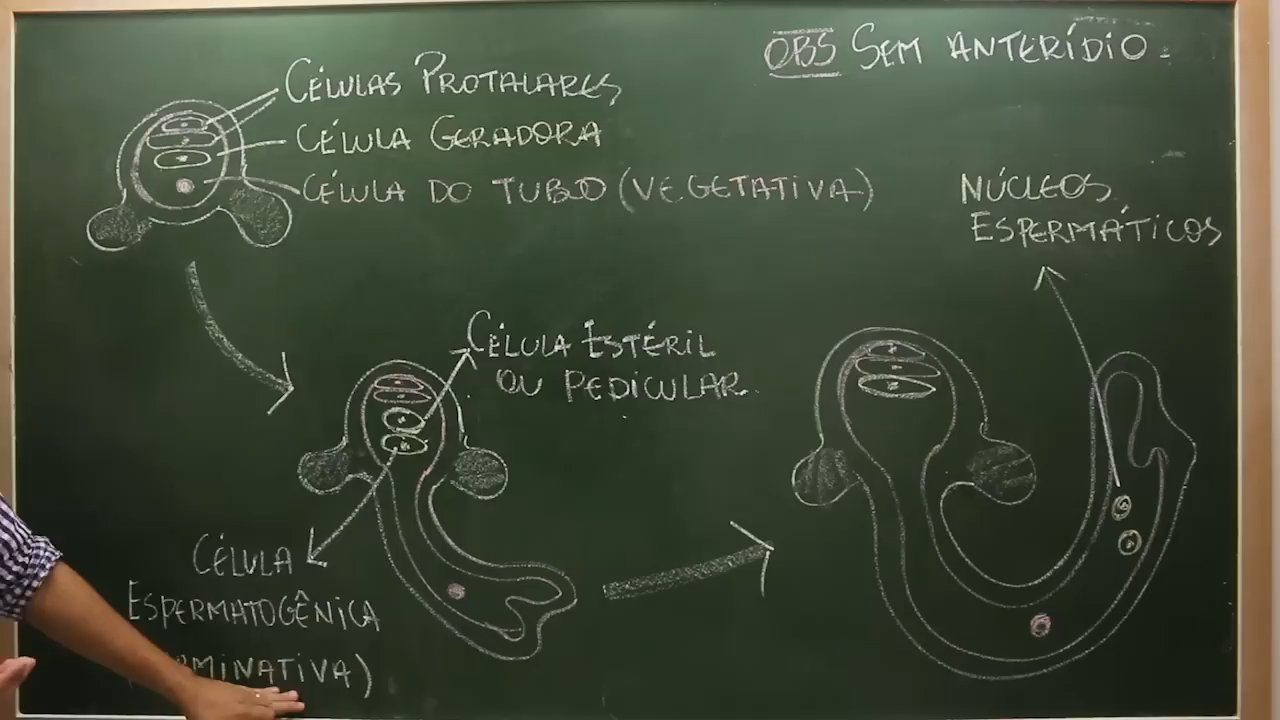 OBS SEM ANTERÍDIO.
CÉLULAS PROTALARES
CÉLULA GERADORA
CÉLULA DO TUBO (VEGETATIVA)
NÚCLEOS
ESPERMÁTICOS
CÉLULA ESTÉRIL
OU PEDICULAR
CÉLULA
ESPERMATOGÊNICA
MINATIVA)